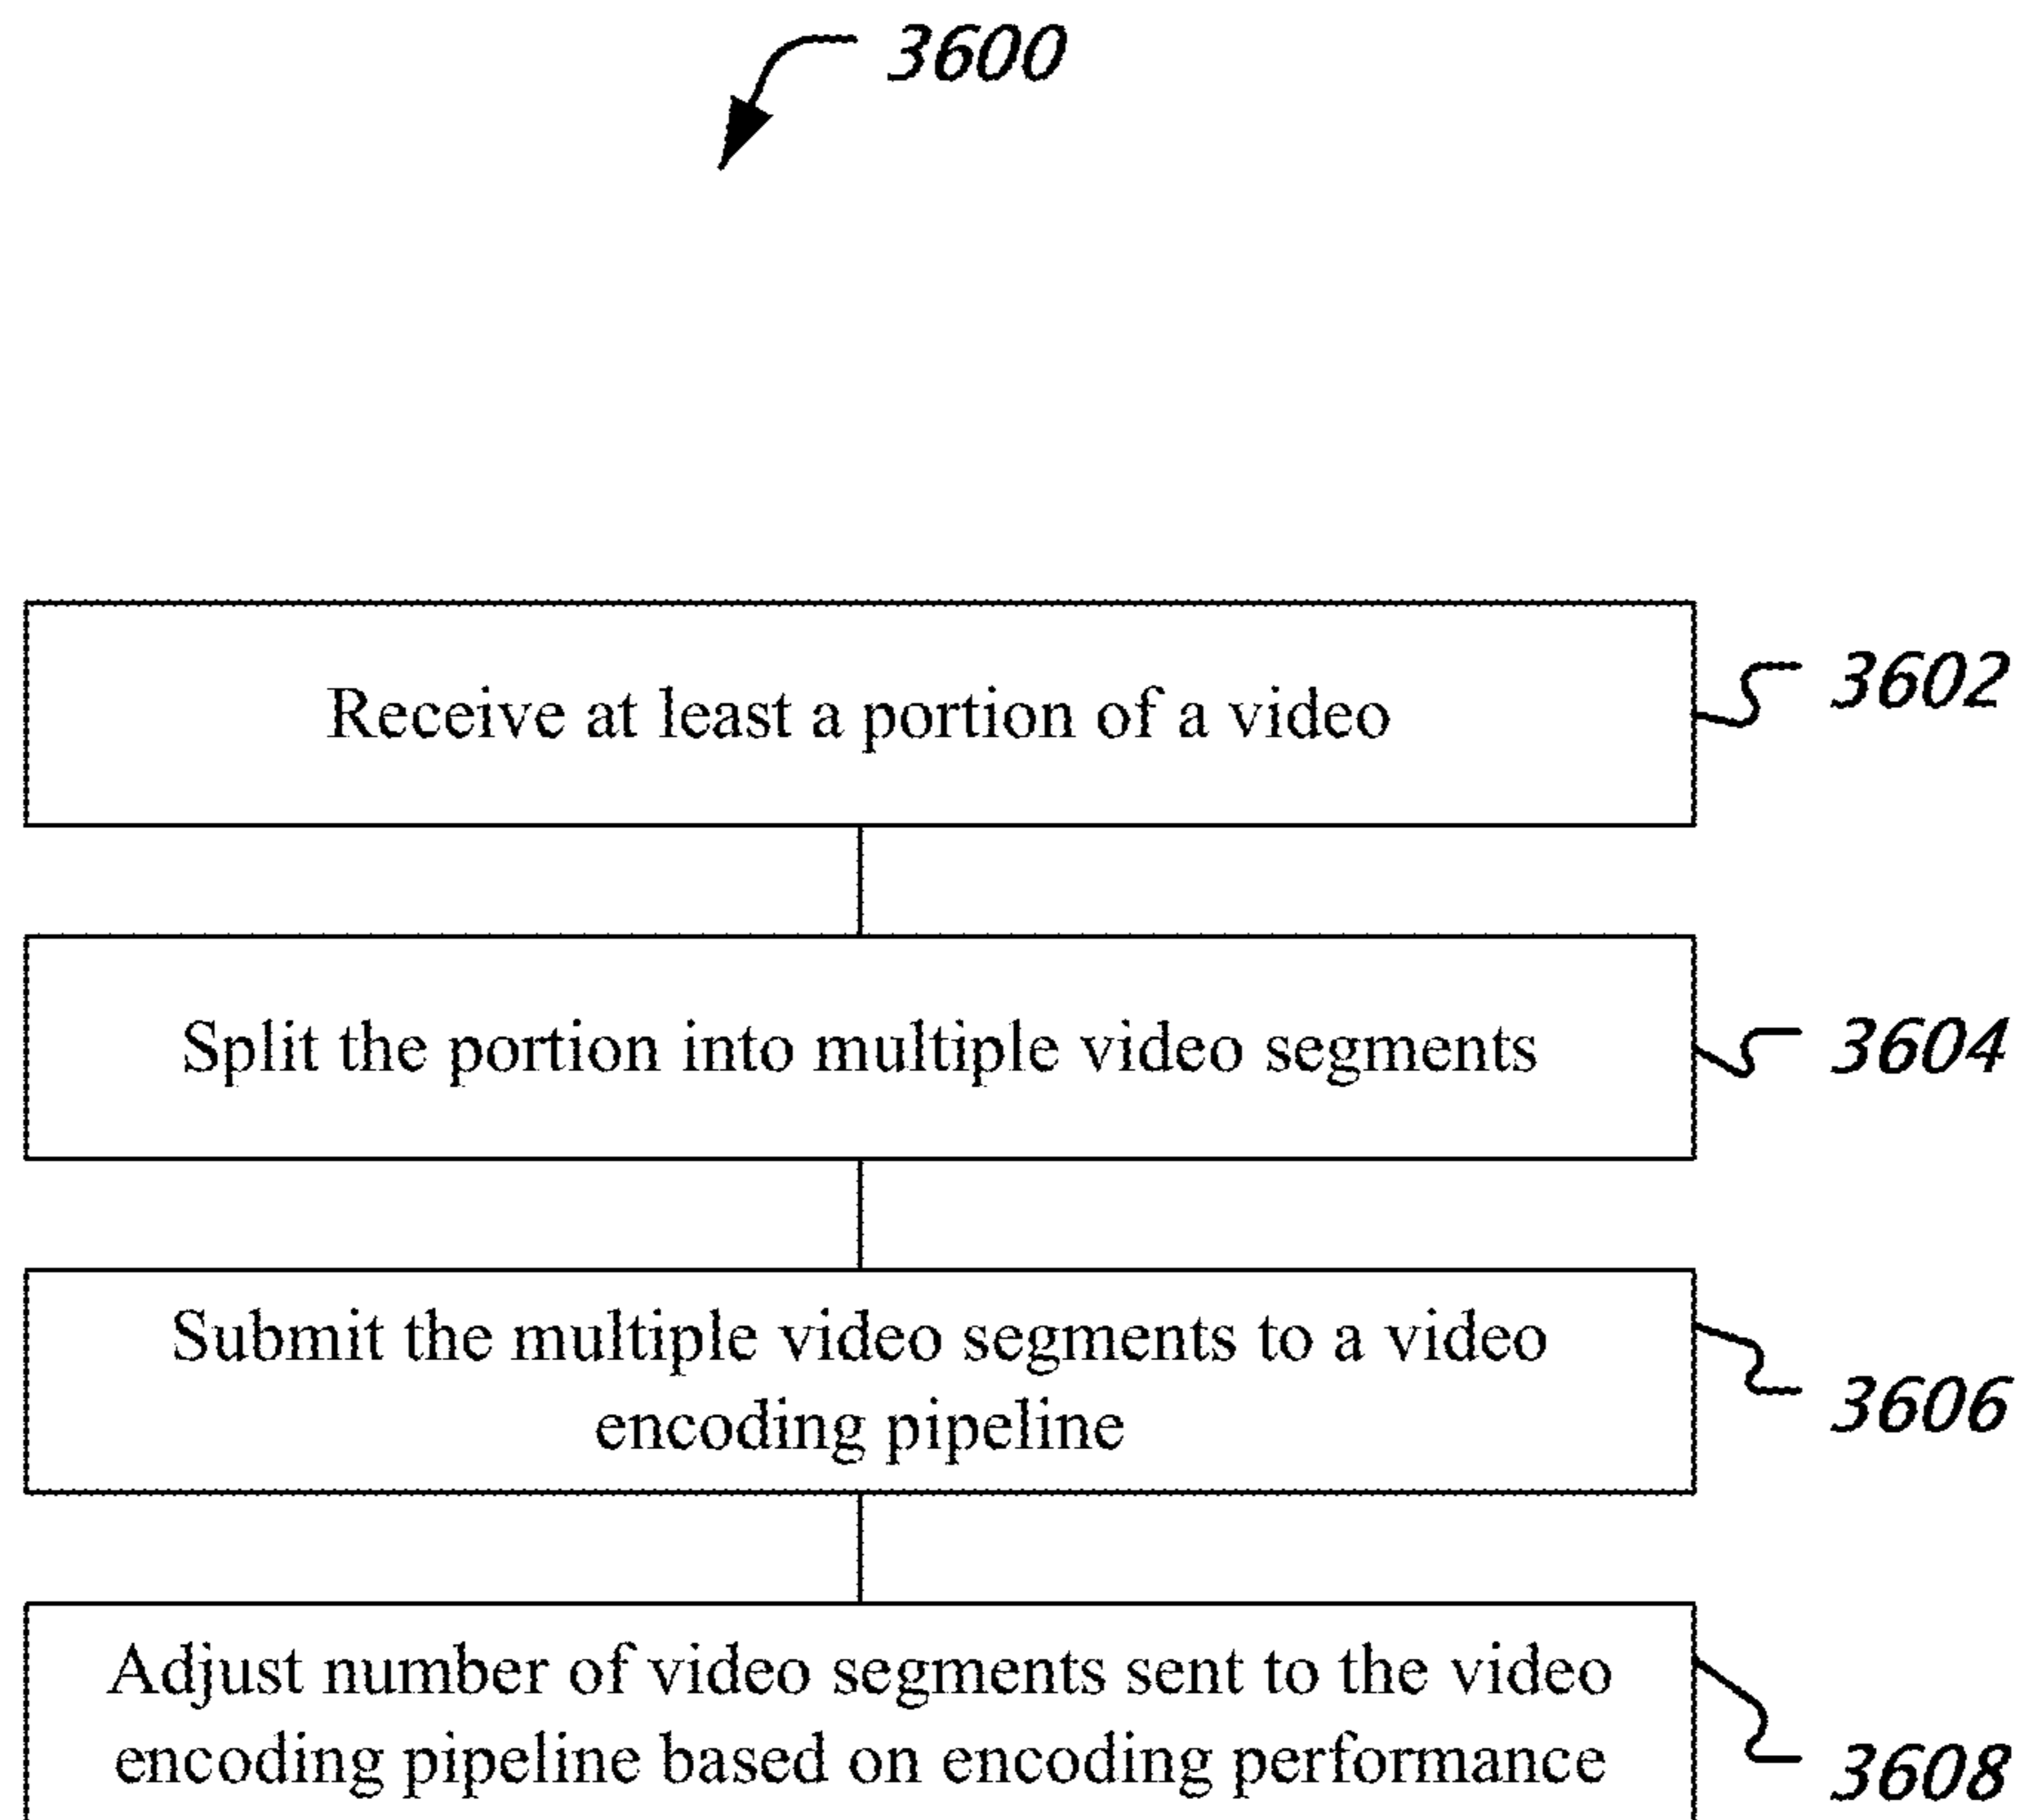 3600
Receive at least a portion of a video
3602
Split the portion into multiple video segments
3604
Submit the multiple video segments to a video
encoding pipeline
3606
Adjust number of video segments sent to the video
encoding pipeline based on encoding performance
3608